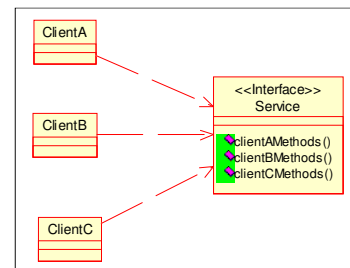 ClientA
<<Interface>>
Service
ClientB
clientAMethods()
clientBMethods()
clientCMethods()
ClientC